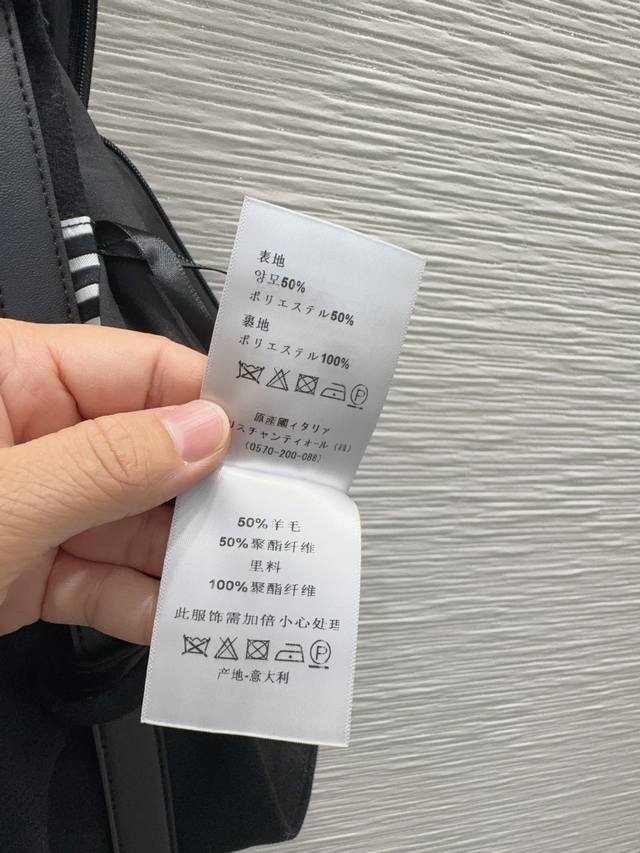 表地
양모50%
ポリエステル50%
裏地
ポリエステル100%
原産國イタリア
リスチャンティオール (株)
(0570-200-088)
50%羊毛
50%聚酯纤维
里料
100%聚酯纤维
此服饰需加倍小心处理
产地-意大利